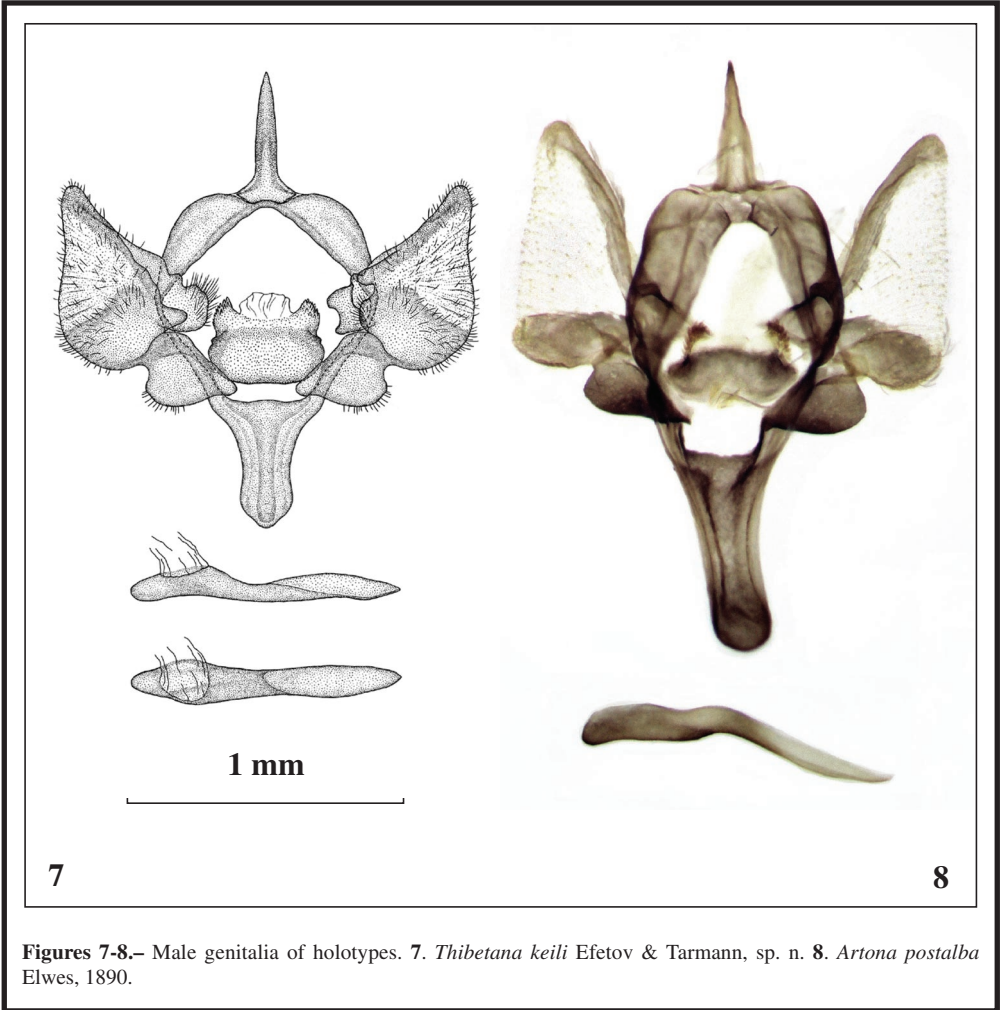 1 mm
7
8
Figures 7-8.– Male genitalia of holotypes. 7. Thibetana keili Efetov & Tarmann, sp. n. 8. Artona postalba
Elwes, 1890.